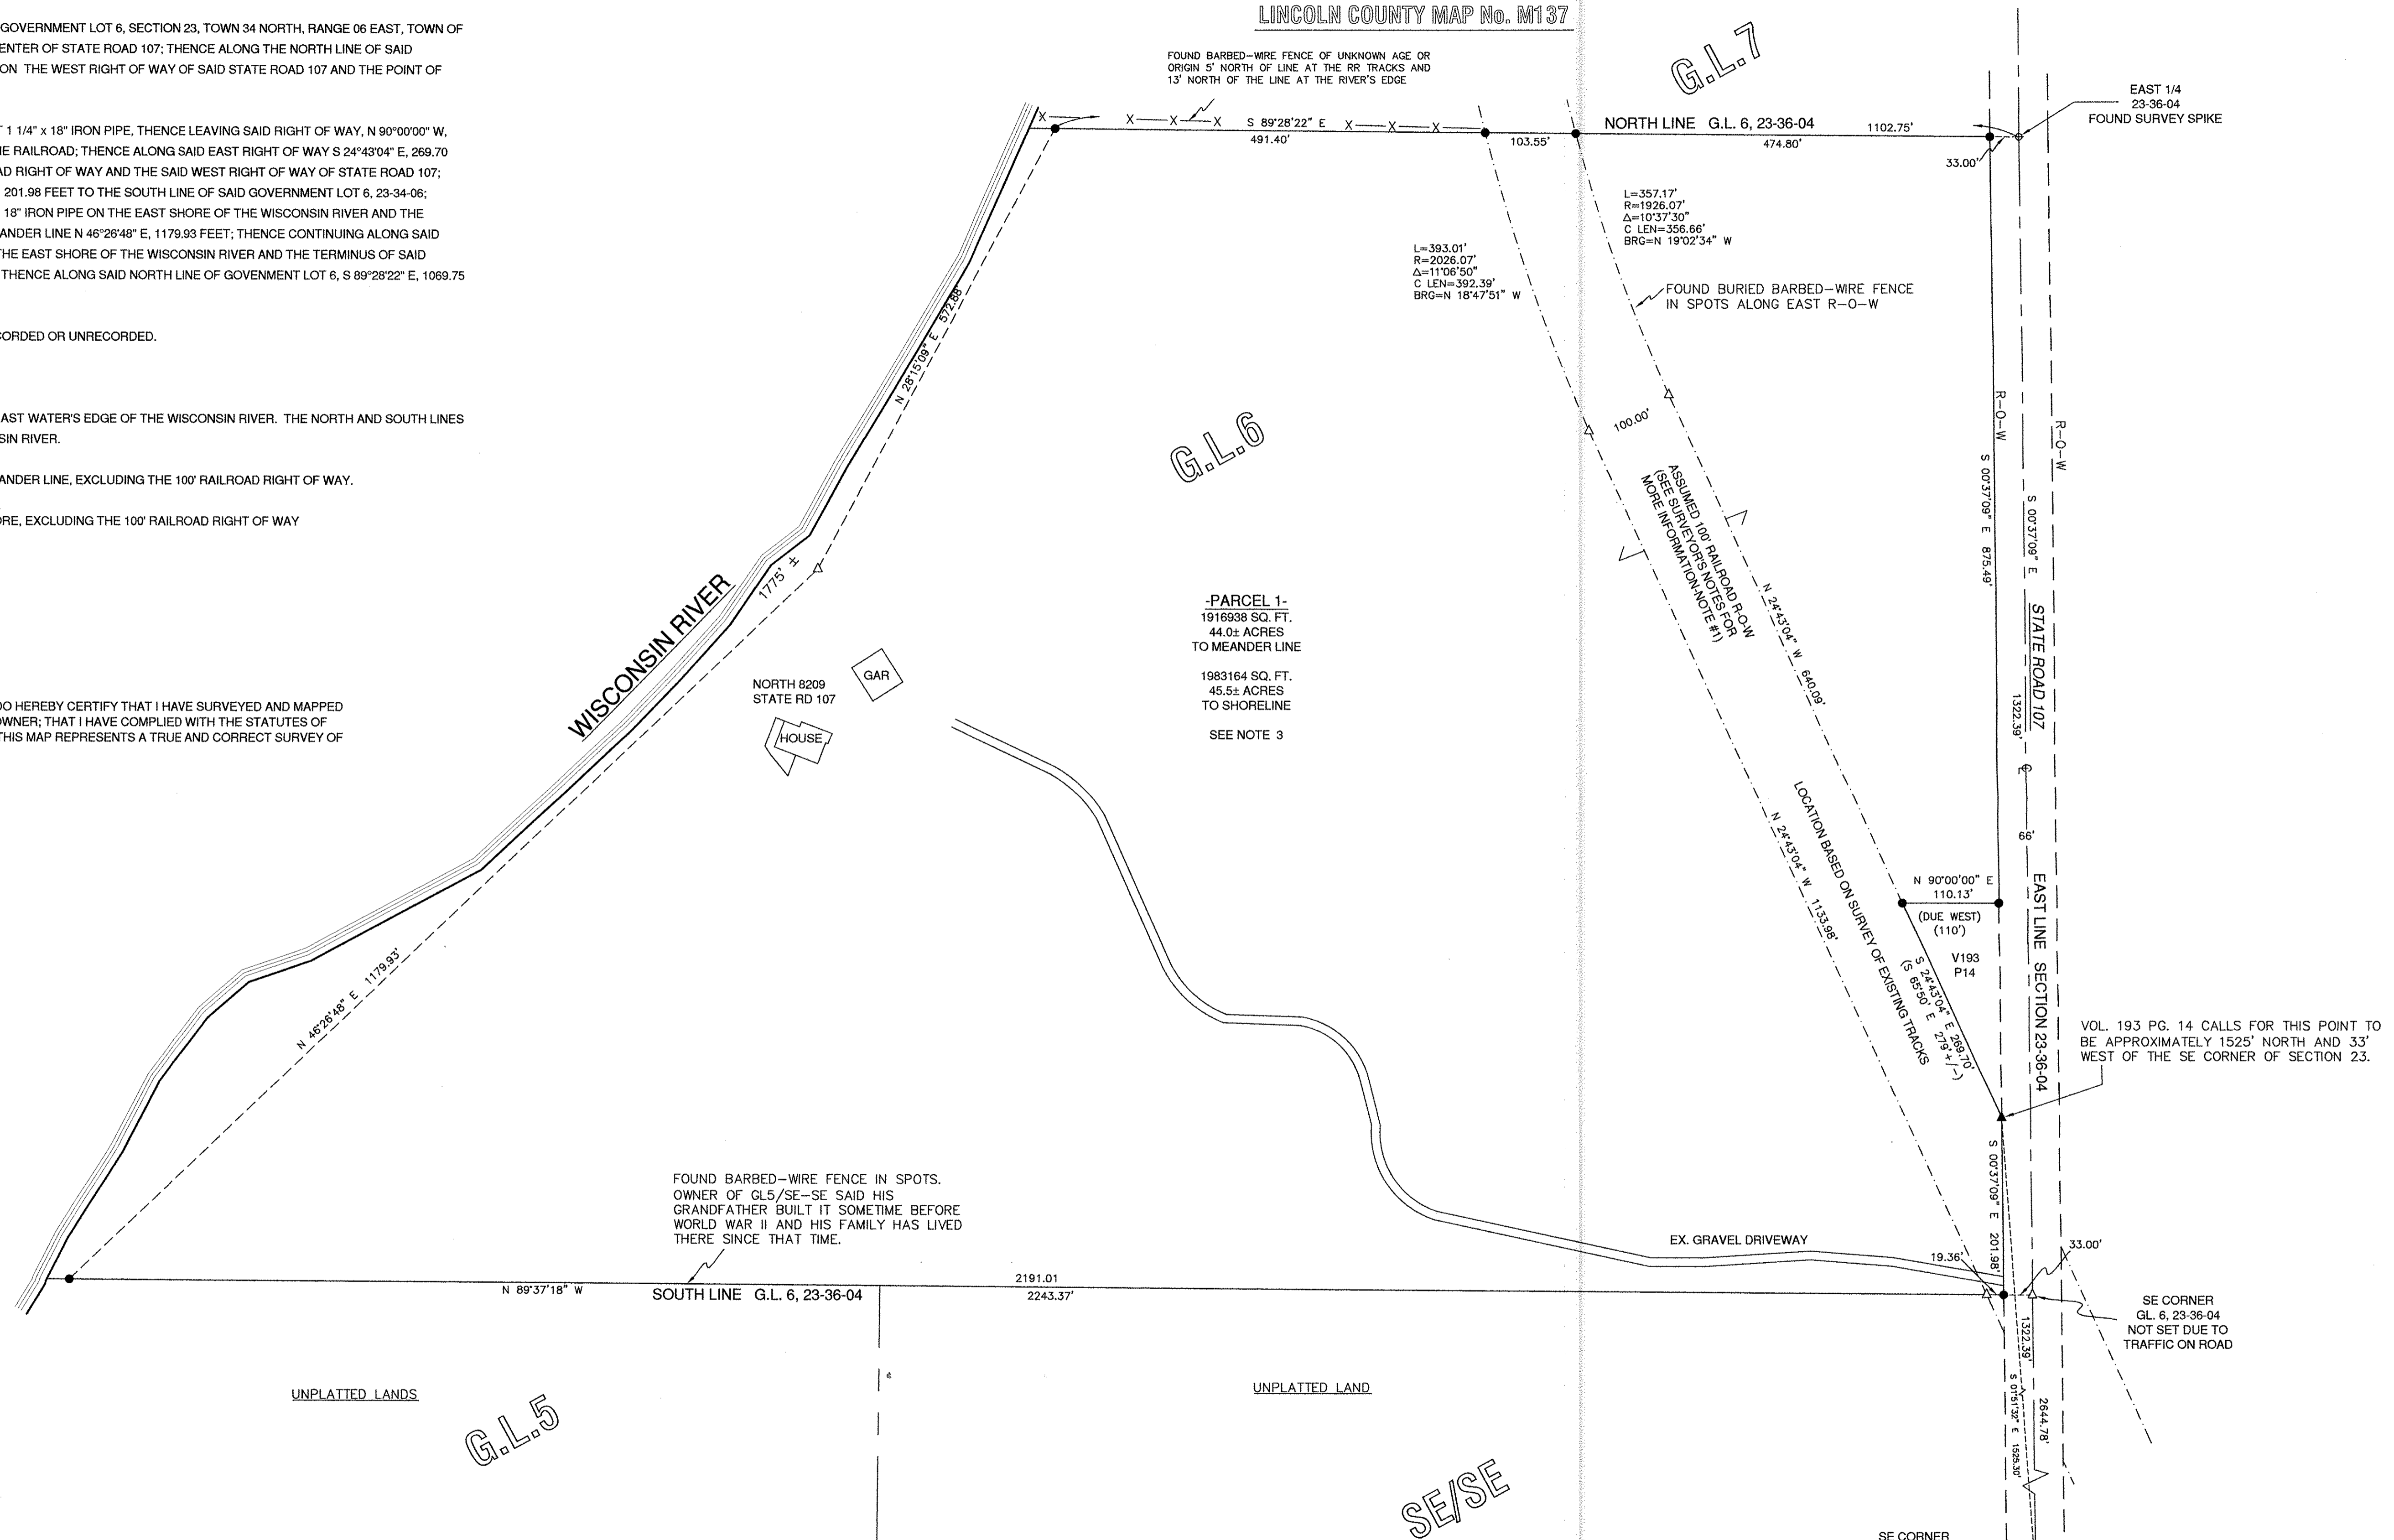 GOVERNMENT LOT 6, SECTION 23, TOWN 34 NORTH, RANGE 06 EAST, TOWN OF
ENTER OF STATE ROAD 107; THENCE ALONG THE NORTH LINE OF SAID
ON THE WEST RIGHT OF WAY OF SAID STATE ROAD 107 AND THE POINT OF
1 1/4" x 18" IRON PIPE, THENCE LEAVING SAID RIGHT OF WAY, N 90°00'00" W,
E RAILROAD; THENCE ALONG SAID EAST RIGHT OF WAY S 24°43'04" E, 269.70
AD RIGHT OF WAY AND THE SAID WEST RIGHT OF WAY OF STATE ROAD 107;
201.98 FEET TO THE SOUTH LINE OF SAID GOVERNMENT LOT 6, 23-34-06;
18" IRON PIPE ON THE EAST SHORE OF THE WISCONSIN RIVER AND THE
ANDER LINE N 46°26'48" E, 1179.93 FEET; THENCE CONTINUING ALONG SAID
THE EAST SHORE OF THE WISCONSIN RIVER AND THE TERMINUS OF SAID
THENCE ALONG SAID NORTH LINE OF GOVENMENT LOT 6, S 89°28'22" E, 1069.75
CORDED OR UNRECORDED.
AST WATER'S EDGE OF THE WISCONSIN RIVER. THE NORTH AND SOUTH LINES
SIN RIVER.
ANDER LINE, EXCLUDING THE 100' RAILROAD RIGHT OF WAY.
ORE, EXCLUDING THE 100' RAILROAD RIGHT OF WAY
DO HEREBY CERTIFY THAT I HAVE SURVEYED AND MAPPED
OWNER; THAT I HAVE COMPLIED WITH THE STATUTES OF
THIS MAP REPRESENTS A TRUE AND CORRECT SURVEY OF
LINCOLN COUNTY MAP No. M137
FOUND BARBED-WIRE FENCE OF UNKNOWN AGE OR
ORIGIN 5' NORTH OF LINE AT THE RR TRACKS AND
13' NORTH OF THE LINE AT THE RIVER'S EDGE
G.L.7
EAST 1/4
23-36-04
FOUND SURVEY SPIKE
X X X X
S 89°28'22" E
X X X
491.40'
103.55'
NORTH LINE G.L. 6, 23-36-04
1102.75'
474.80'
33.00'
L=357.17'
R=1926.07'
Δ=10°37'30"
C LEN=356.66'
BRG=N 19°02'34" W
L=393.01'
R=2026.07'
Δ=11°06'50"
C LEN=392.39'
BRG=N 18°47'51" W
FOUND BURIED BARBED-WIRE FENCE
IN SPOTS ALONG EAST R-O-W
N 28°15'09" E 572.88'
G.L.6
100.00'
R-O-W
R-O-W
S 00°37'09" E 875.49'
S 00°37'09" E
1322.39'
STATE ROAD 107
ASSUMED 100' RAILROAD R-O-W
(SEE SURVEYOR'S NOTES FOR
MORE INFORMATION-NOTE #1)
N 24°43'04" W 640.09'
1775' ±
WISCONSIN RIVER
-PARCEL 1-
1916938 SQ. FT.
44.0± ACRES
TO MEANDER LINE
1983164 SQ. FT.
45.5± ACRES
TO SHORELINE
SEE NOTE 3
GAR
NORTH 8209
STATE RD 107
HOUSE
LOCATION BASED ON SURVEY OF EXISTING TRACKS
N 24°43'04" W 1133.98'
66'
EAST LINE SECTION 23-36-04
N 90°00'00" E
110.13'
(DUE WEST)
(110')
V193
P14
S 24°43'04" E 269.70'
(S 65°50' E 279'+/-)
N 46°26'48" E 1179.93'
VOL. 193 PG. 14 CALLS FOR THIS POINT TO
BE APPROXIMATELY 1525' NORTH AND 33'
WEST OF THE SE CORNER OF SECTION 23.
S 00°37'09" E 201.98'
FOUND BARBED-WIRE FENCE IN SPOTS.
OWNER OF GL5/SE-SE SAID HIS
GRANDFATHER BUILT IT SOMETIME BEFORE
WORLD WAR II AND HIS FAMILY HAS LIVED
THERE SINCE THAT TIME.
EX. GRAVEL DRIVEWAY
19.36'
33.00'
N 89°37'18" W
SOUTH LINE G.L. 6, 23-36-04
2191.01
2243.37'
SE CORNER
GL. 6, 23-36-04
NOT SET DUE TO
TRAFFIC ON ROAD
1322.39'
2644.78'
S 01°51'32" E 1525.30'
UNPLATTED LANDS
UNPLATTED LAND
G.L.5
SE/SE
SE CORNER